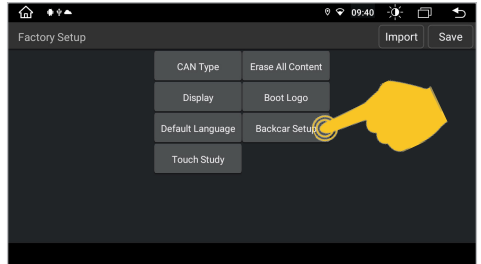 09:40
Factory Setup Import Save
CAN Type Erase All Content
Display Boot Logo
Default Language Backcar Setup
Touch Study